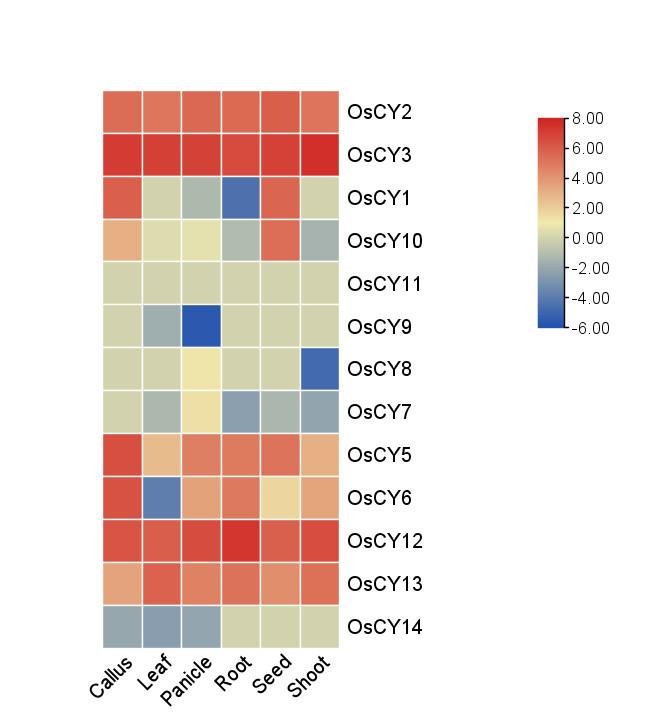 OsCY2
OsCY3
OsCY1
OsCY10
OsCY11
OsCY9
OsCY8
OsCY7
OsCY5
OsCY6
OsCY12
OsCY13
OsCY14
Callus
Leaf
Panicle
Root
Seed
Shoot
8.00
6.00
4.00
2.00
0.00
-2.00
-4.00
-6.00